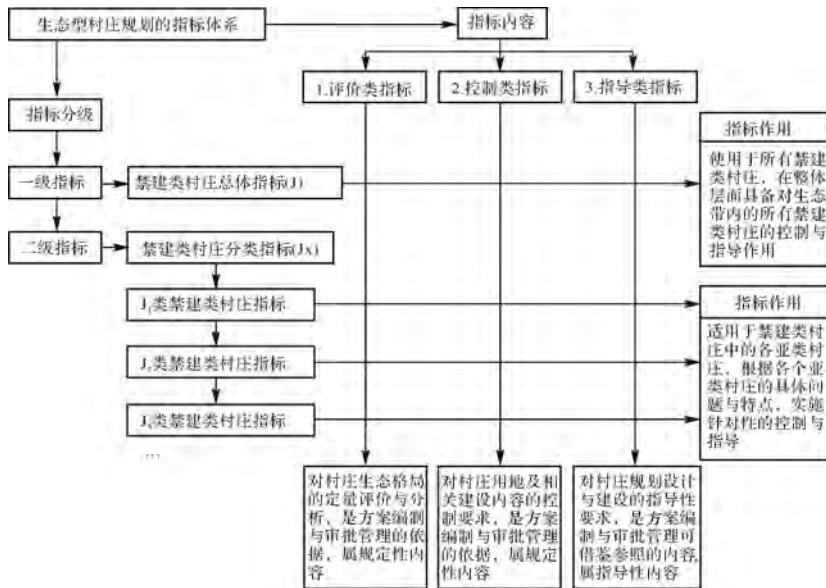 生态型村庄规划的指标体系
指标内容
1.评价类指标
2.控制类指标
3.指导类指标
指标分级
一级指标
禁建类村庄总体指标(J)
二级指标
禁建类村庄分类指标(Jx)
J₁类禁建类村庄指标
类禁建类村庄指标
类禁建类村庄指标
....
指标作用
使用于所有禁建
类村庄，在整体
层面具备对生态
带内的所有禁建
类村庄的控制与
指导作用
指标作用
适用于禁建类村
庄中的各亚类村
庄，根据各个亚
类村庄的具体问
题与特点，实施
针对性的控制与
指导
对村庄生态格局
的定量评价与分
析，是方案编制
与审批管理的依
据，属规定性内
容
对村庄用地及相
关建设内容的控
制要求，是方案
编制与审批管理
的依据，属规定
性内容
对村庄规划设计
与建设的指导性
要求，是方案编
制与审批管理可
借鉴参照的内容,
属指导性内容